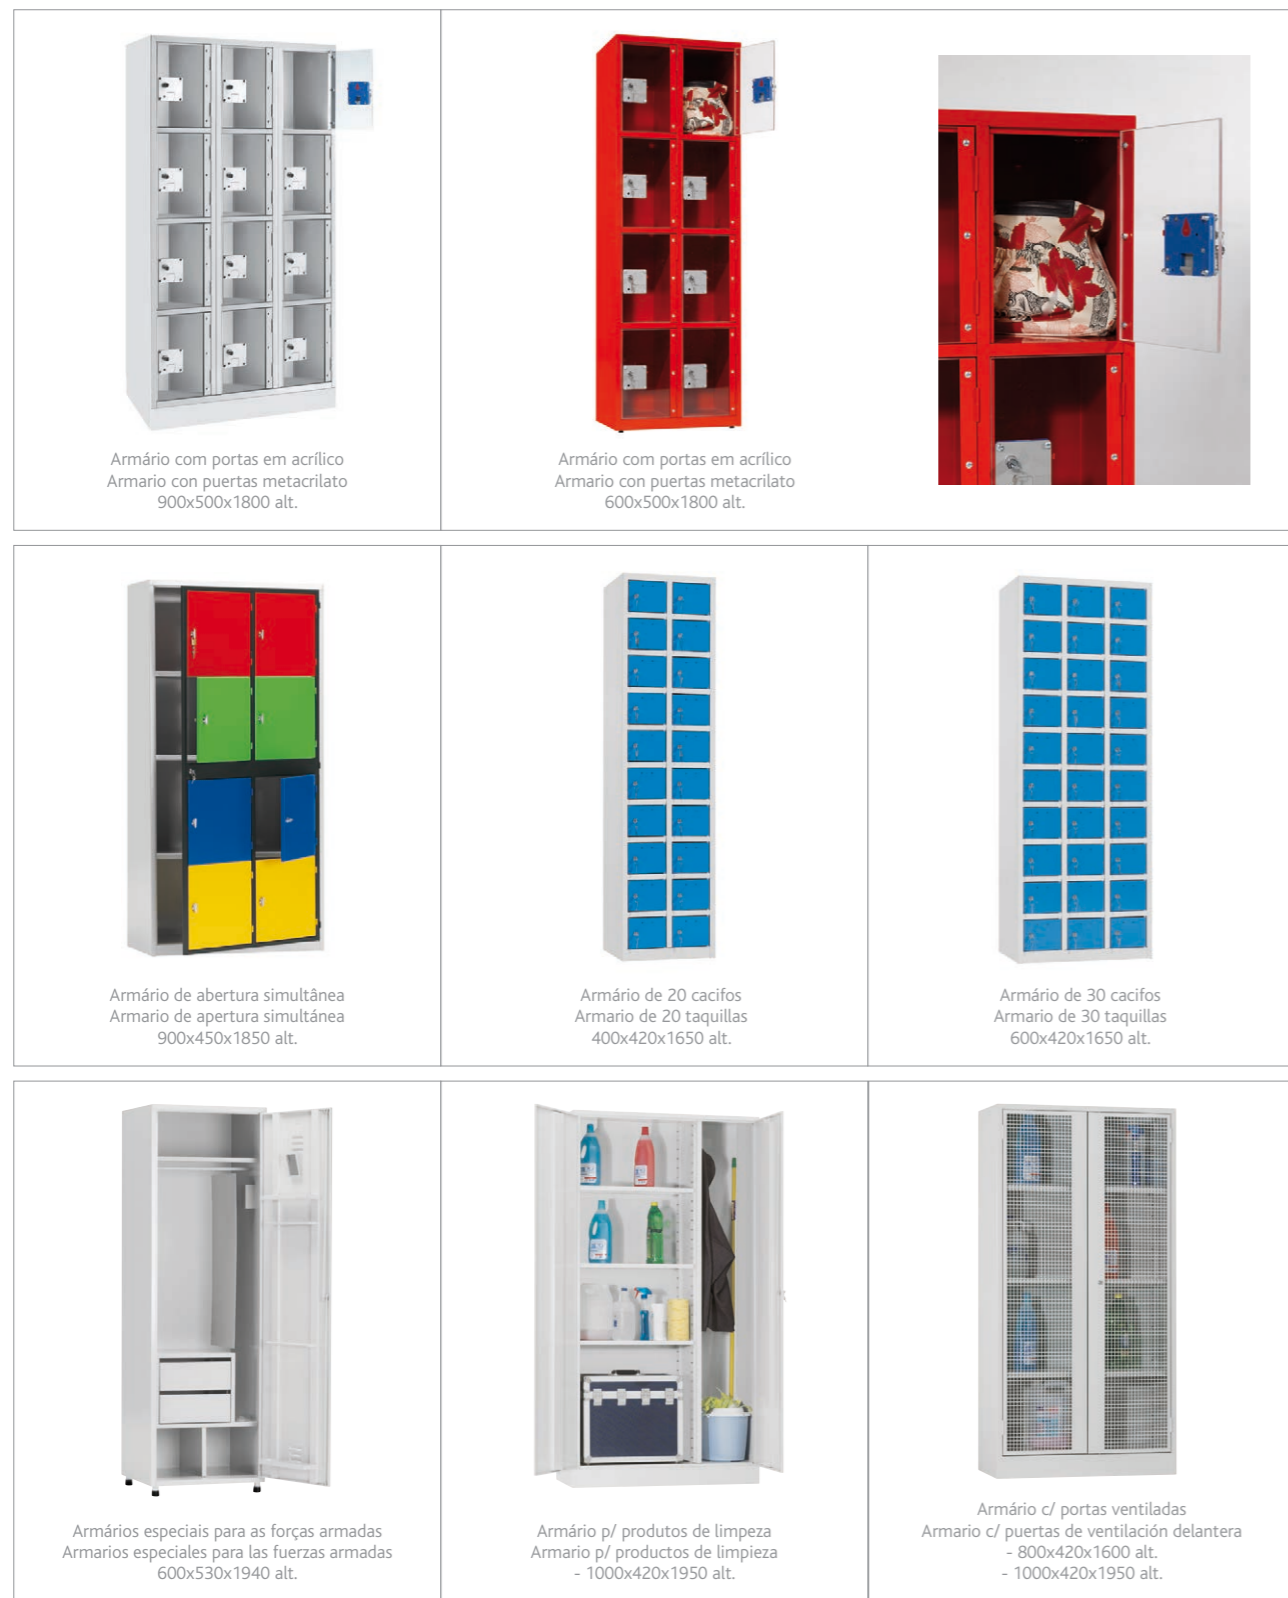 Armário com portas em acrílico
Armario con puertas metacrilato
900x500x1800 alt.
Armário com portas em acrílico
Armario con puertas metacrilato
600x500x1800 alt.
Armário de abertura simultânea
Armario de apertura simultánea
900x450x1850 alt.
Armário de 20 cacifos
Armario de 20 taquillas
400x420x1650 alt.
Armário de 30 cacifos
Armario de 30 taquillas
600x420x1650 alt.
Armários especiais para as forças armadas
Armarios especiales para las fuerzas armadas
600x530x1940 alt.
Armário p/ produtos de limpeza
Armario p/ productos de limpieza
- 1000x420x1950 alt.
Armário c/ portas ventiladas
Armario c/ puertas de ventilación delantera
- 800x420x1600 alt.
- 1000x420x1950 alt.